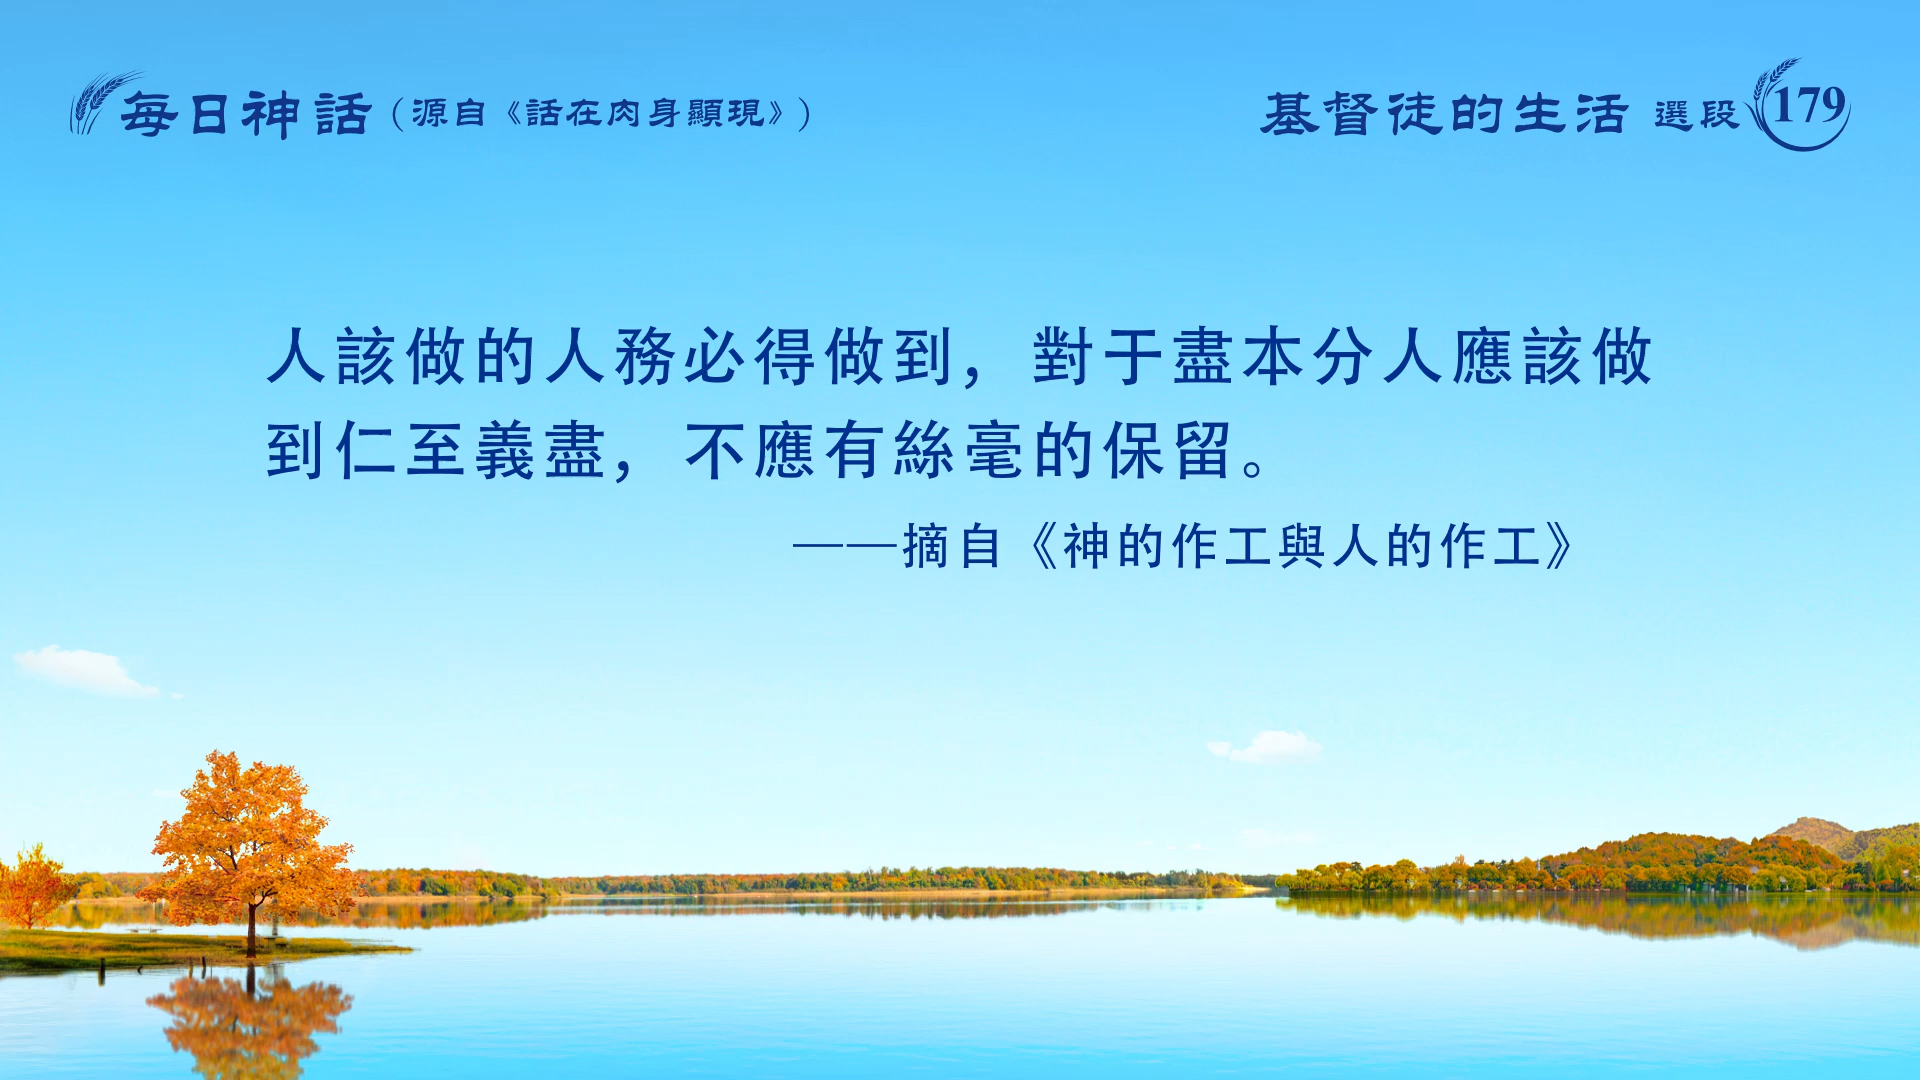 每日神話（源自《話在肉身顯現》）
基督徒的生活 選段 179
人該做的人務必得做到，對于盡本分人應該做
到仁至義盡，不應有絲毫的保留。
——摘自《神的作工與人的作工》